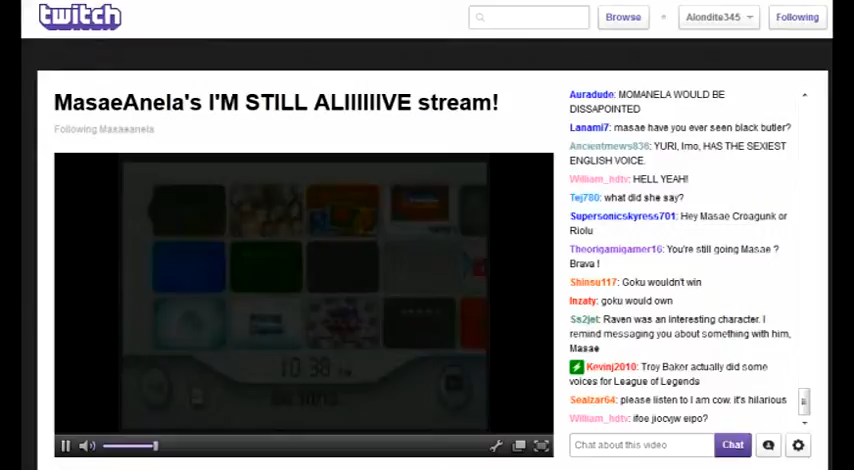 twitch
Browse
Alondite345
Following
MasaeAnela's I'M STILL ALIIIIIIVE stream!
Following Masaeanela
Auradude: MOMANELA WOULD BE
DISSAPOINTED
Lanami7: masae have you ever seen black butler?
Ancientmews836: YURI, Imo, HAS THE SEXIEST
ENGLISH VOICE.
William_hdtv: HELL YEAH!
Tej780: what did she say?
Supersonicskyress701: Hey Masae Croagunk or
Riolu
Theorigamigamer16: You're still going Masae ?
Brava !
Shinsu117: Goku wouldn't win
Inzaty: goku would own
Ss2jet: Raven was an interesting character. I
remind messaging you about something with him,
Masae
Kevinj2010: Troy Baker actually did some
voices for League of Legends
Sealzar64: please listen to I am cow. it's hilarious
William_hdtv: ifoe jiocvjw eipo?
10:38
Chat about this video
Chat